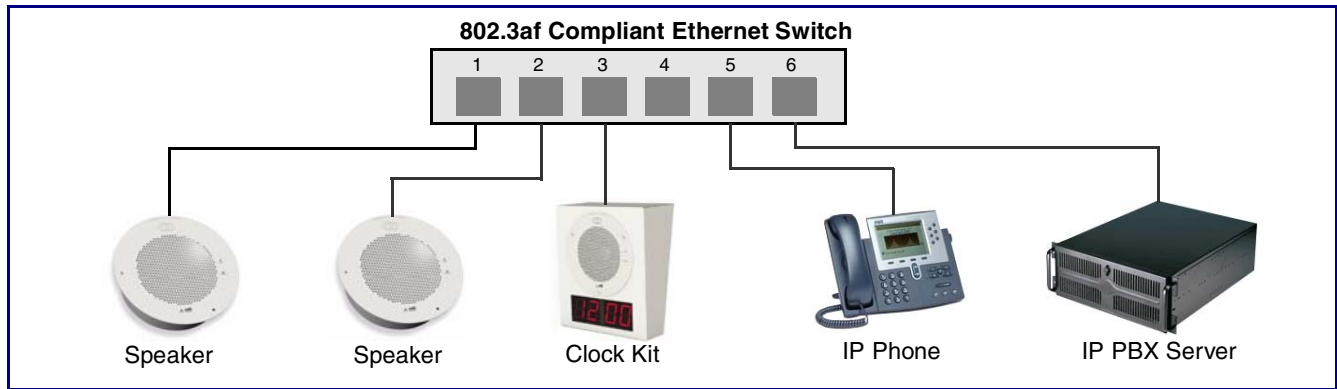 802.3af Compliant Ethernet Switch
1 2 3 4 5 6
12:00
Speaker Speaker Clock Kit IP Phone IP PBX Server